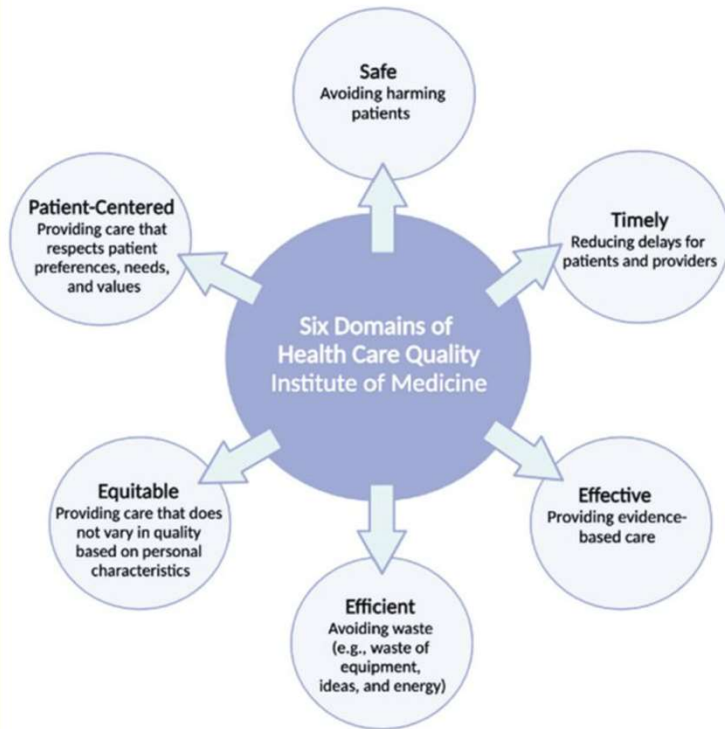 Safe
Avoiding harming
patients
Patient-Centered
Providing care that
respects patient
preferences, needs,
and values
Timely
Reducing delays for
patients and providers
Six Domains of
Health Care Quality
Institute of Medicine
Equitable
Providing care that does
not vary in quality
based on personal
characteristics
Effective
Providing evidence-
based care
Efficient
Avoiding waste
(e.g., waste of
equipment,
ideas, and energy)